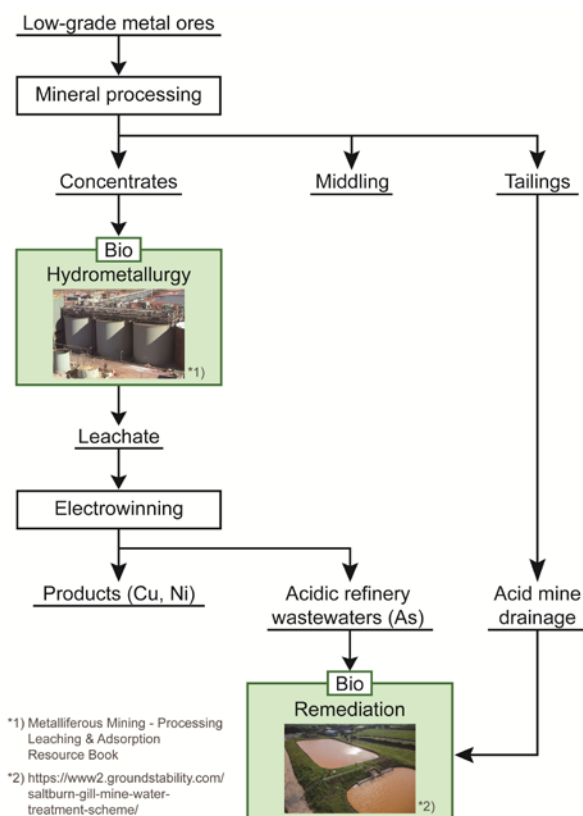 Low-grade metal ores
Mineral processing
Concentrates
Middling
Tailings
Bio
Hydrometallurgy
*1)
Leachate
Electrowinning
Products (Cu, Ni)
Acidic refinery
wastewaters (As)
Acid mine
drainage
Bio
Remediation
*2)
*1) Metalliferous Mining - Processing
Leaching & Adsorption
Resource Book
*2) https://www2.groundstability.com/
saltburn-gill-mine-water-
treatment-scheme/